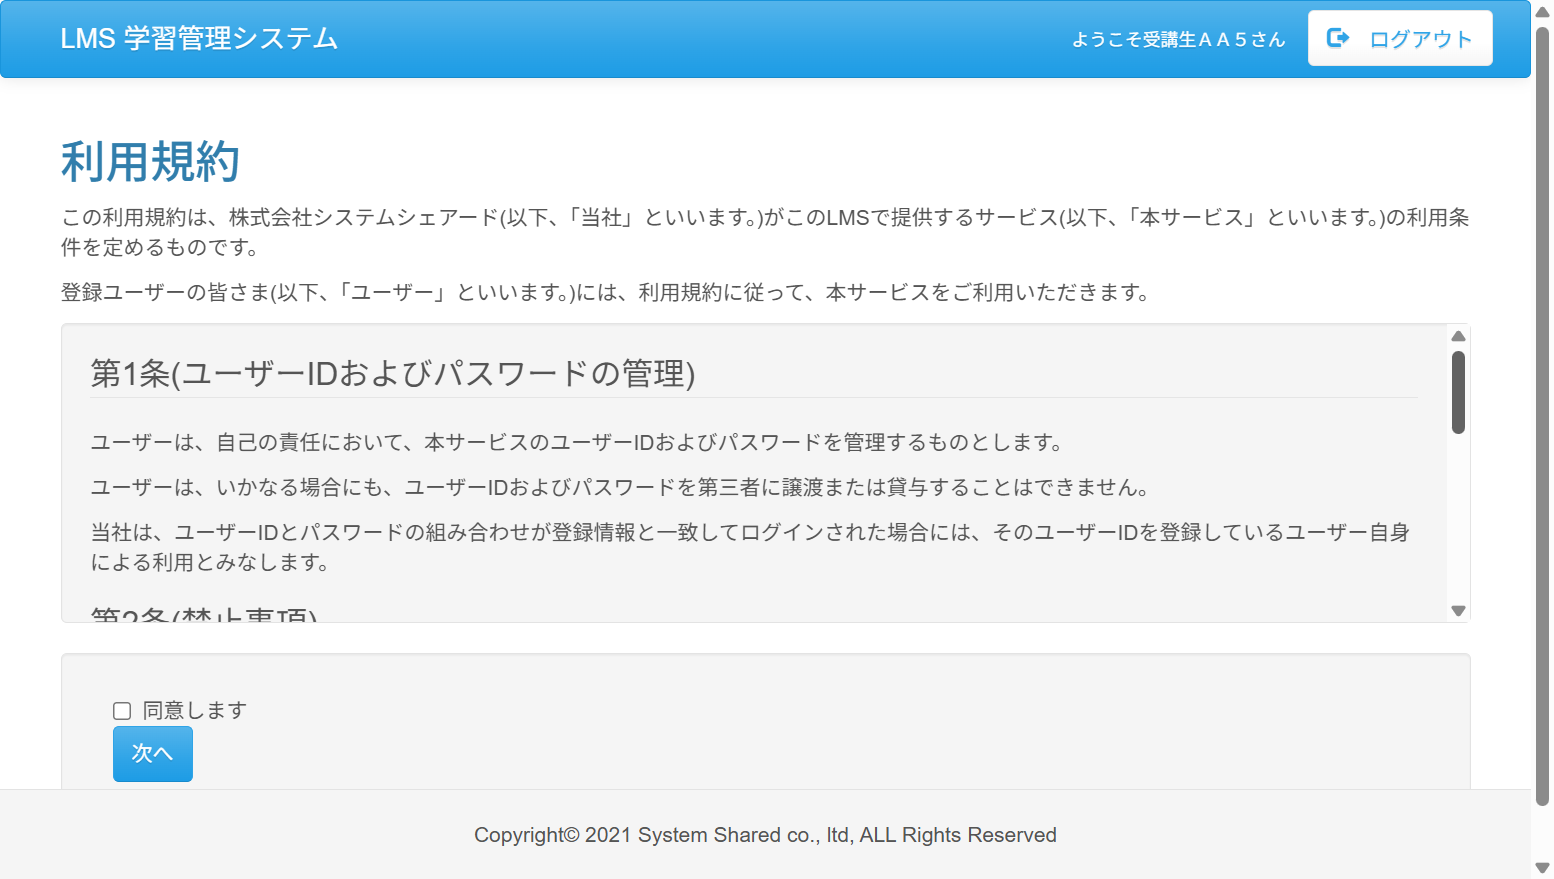 LMS 学習管理システム
ようこそ受講生ＡＡ５さん
ログアウト
利用規約
この利用規約は、株式会社システムシェアード(以下、「当社」といいます。)がこのLMSで提供するサービス(以下、「本サービス」といいます。)の利用条
件を定めるものです。
登録ユーザーの皆さま(以下、「ユーザー」といいます。)には、利用規約に従って、本サービスをご利用いただきます。
第1条(ユーザーIDおよびパスワードの管理)
ユーザーは、自己の責任において、本サービスのユーザーIDおよびパスワードを管理するものとします。
ユーザーは、いかなる場合にも、ユーザーIDおよびパスワードを第三者に譲渡または貸与することはできません。
当社は、ユーザーIDとパスワードの組み合わせが登録情報と一致してログインされた場合には、そのユーザーIDを登録しているユーザー自身
による利用とみなします。
第2条(禁止事項)
同意します
次へ
Copyright© 2021 System Shared co., ltd, ALL Rights Reserved